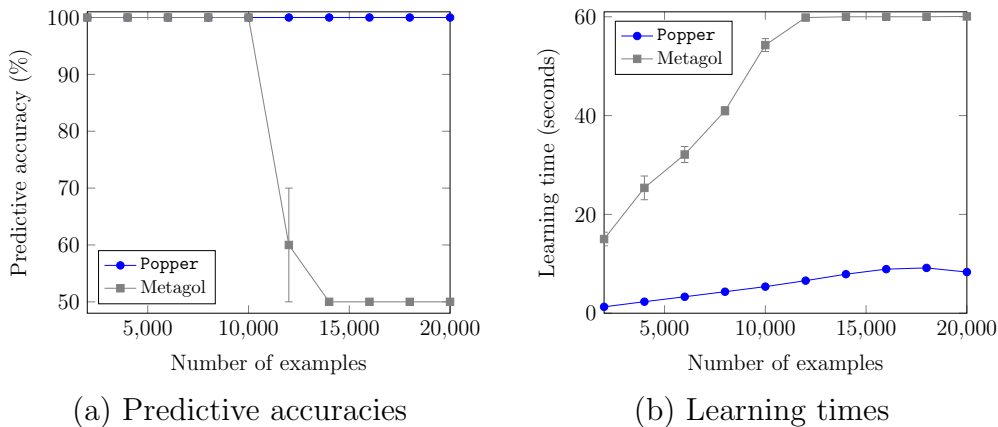 100
90
80
70
60
50
Predictive accuracy (%)
Popper
Metagol
5,000 10,000 15,000 20,000
Number of examples
(a) Predictive accuracies
60
40
20
0
Learning time (seconds)
Popper
Metagol
5,000 10,000 15,000 20,000
Number of examples
(b) Learning times